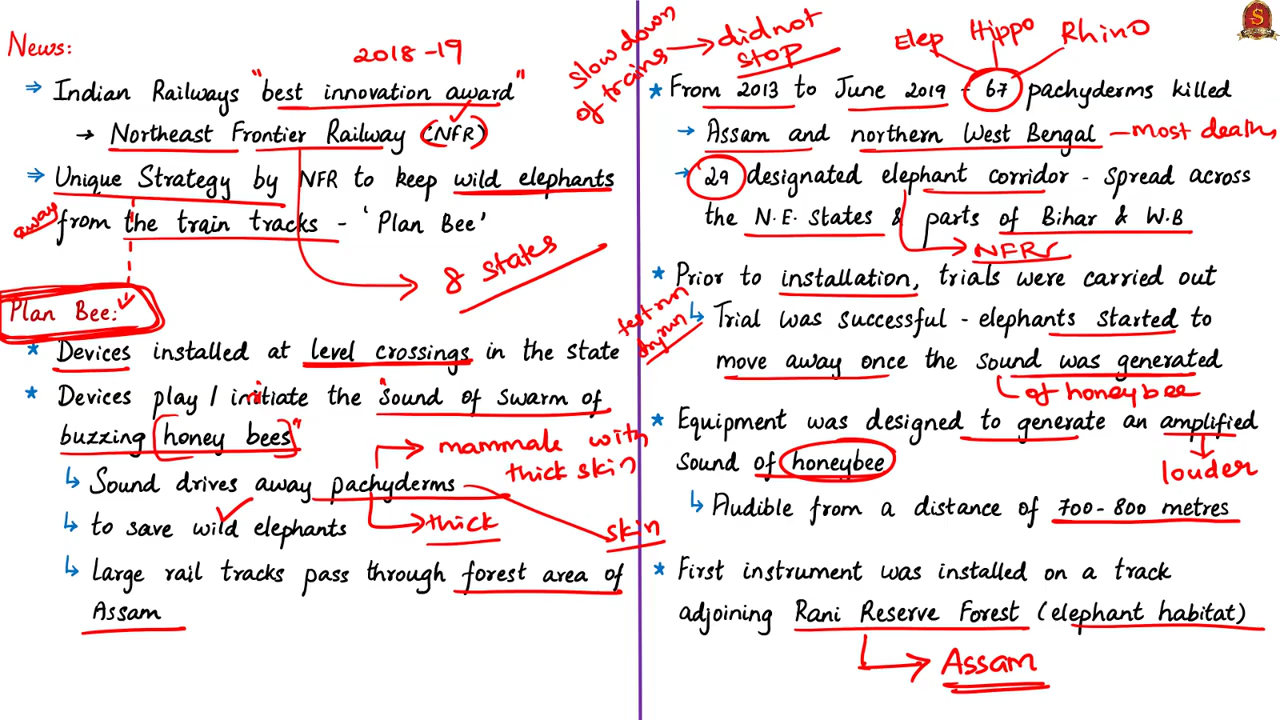 News:
2018-19
⇒ Indian Railways "best innovation award"
→ Northeast Frontier Railway (NFR)
⇒ Unique Strategy by NFR to keep wild elephants
away from the train tracks - 'Plan Bee'
8 states
Plan Bee:
* Devices installed at level crossings in the state
* Devices play / initiate the "sound of swarm of
buzzing [honey bees]"
mammals with
thick skin
↳ Sound drives away pachyderms
↳ to save wild elephants
thick
skin
↳ Large rail tracks pass through forest area of
Assam
slow down
of trains → did not
stop
Elep Hippo Rhino
* From 2013 to June 2019 - 67 pachyderms killed
→ Assam and northern West Bengal - most deaths
→ 29 designated elephant corridor - spread across
the N.E. States & parts of Bihar & W.B
NFRs
* Prior to installation, trials were carried out
test run
dry run
↳ Trial was successful - elephants started to
move away once the sound was generated
of honeybee
* Equipment was designed to generate an amplified
louder
sound of honeybee
↳ Audible from a distance of 700-800 metres
* First instrument was installed on a track
adjoining Rani Reserve Forest (elephant habitat)
Assam